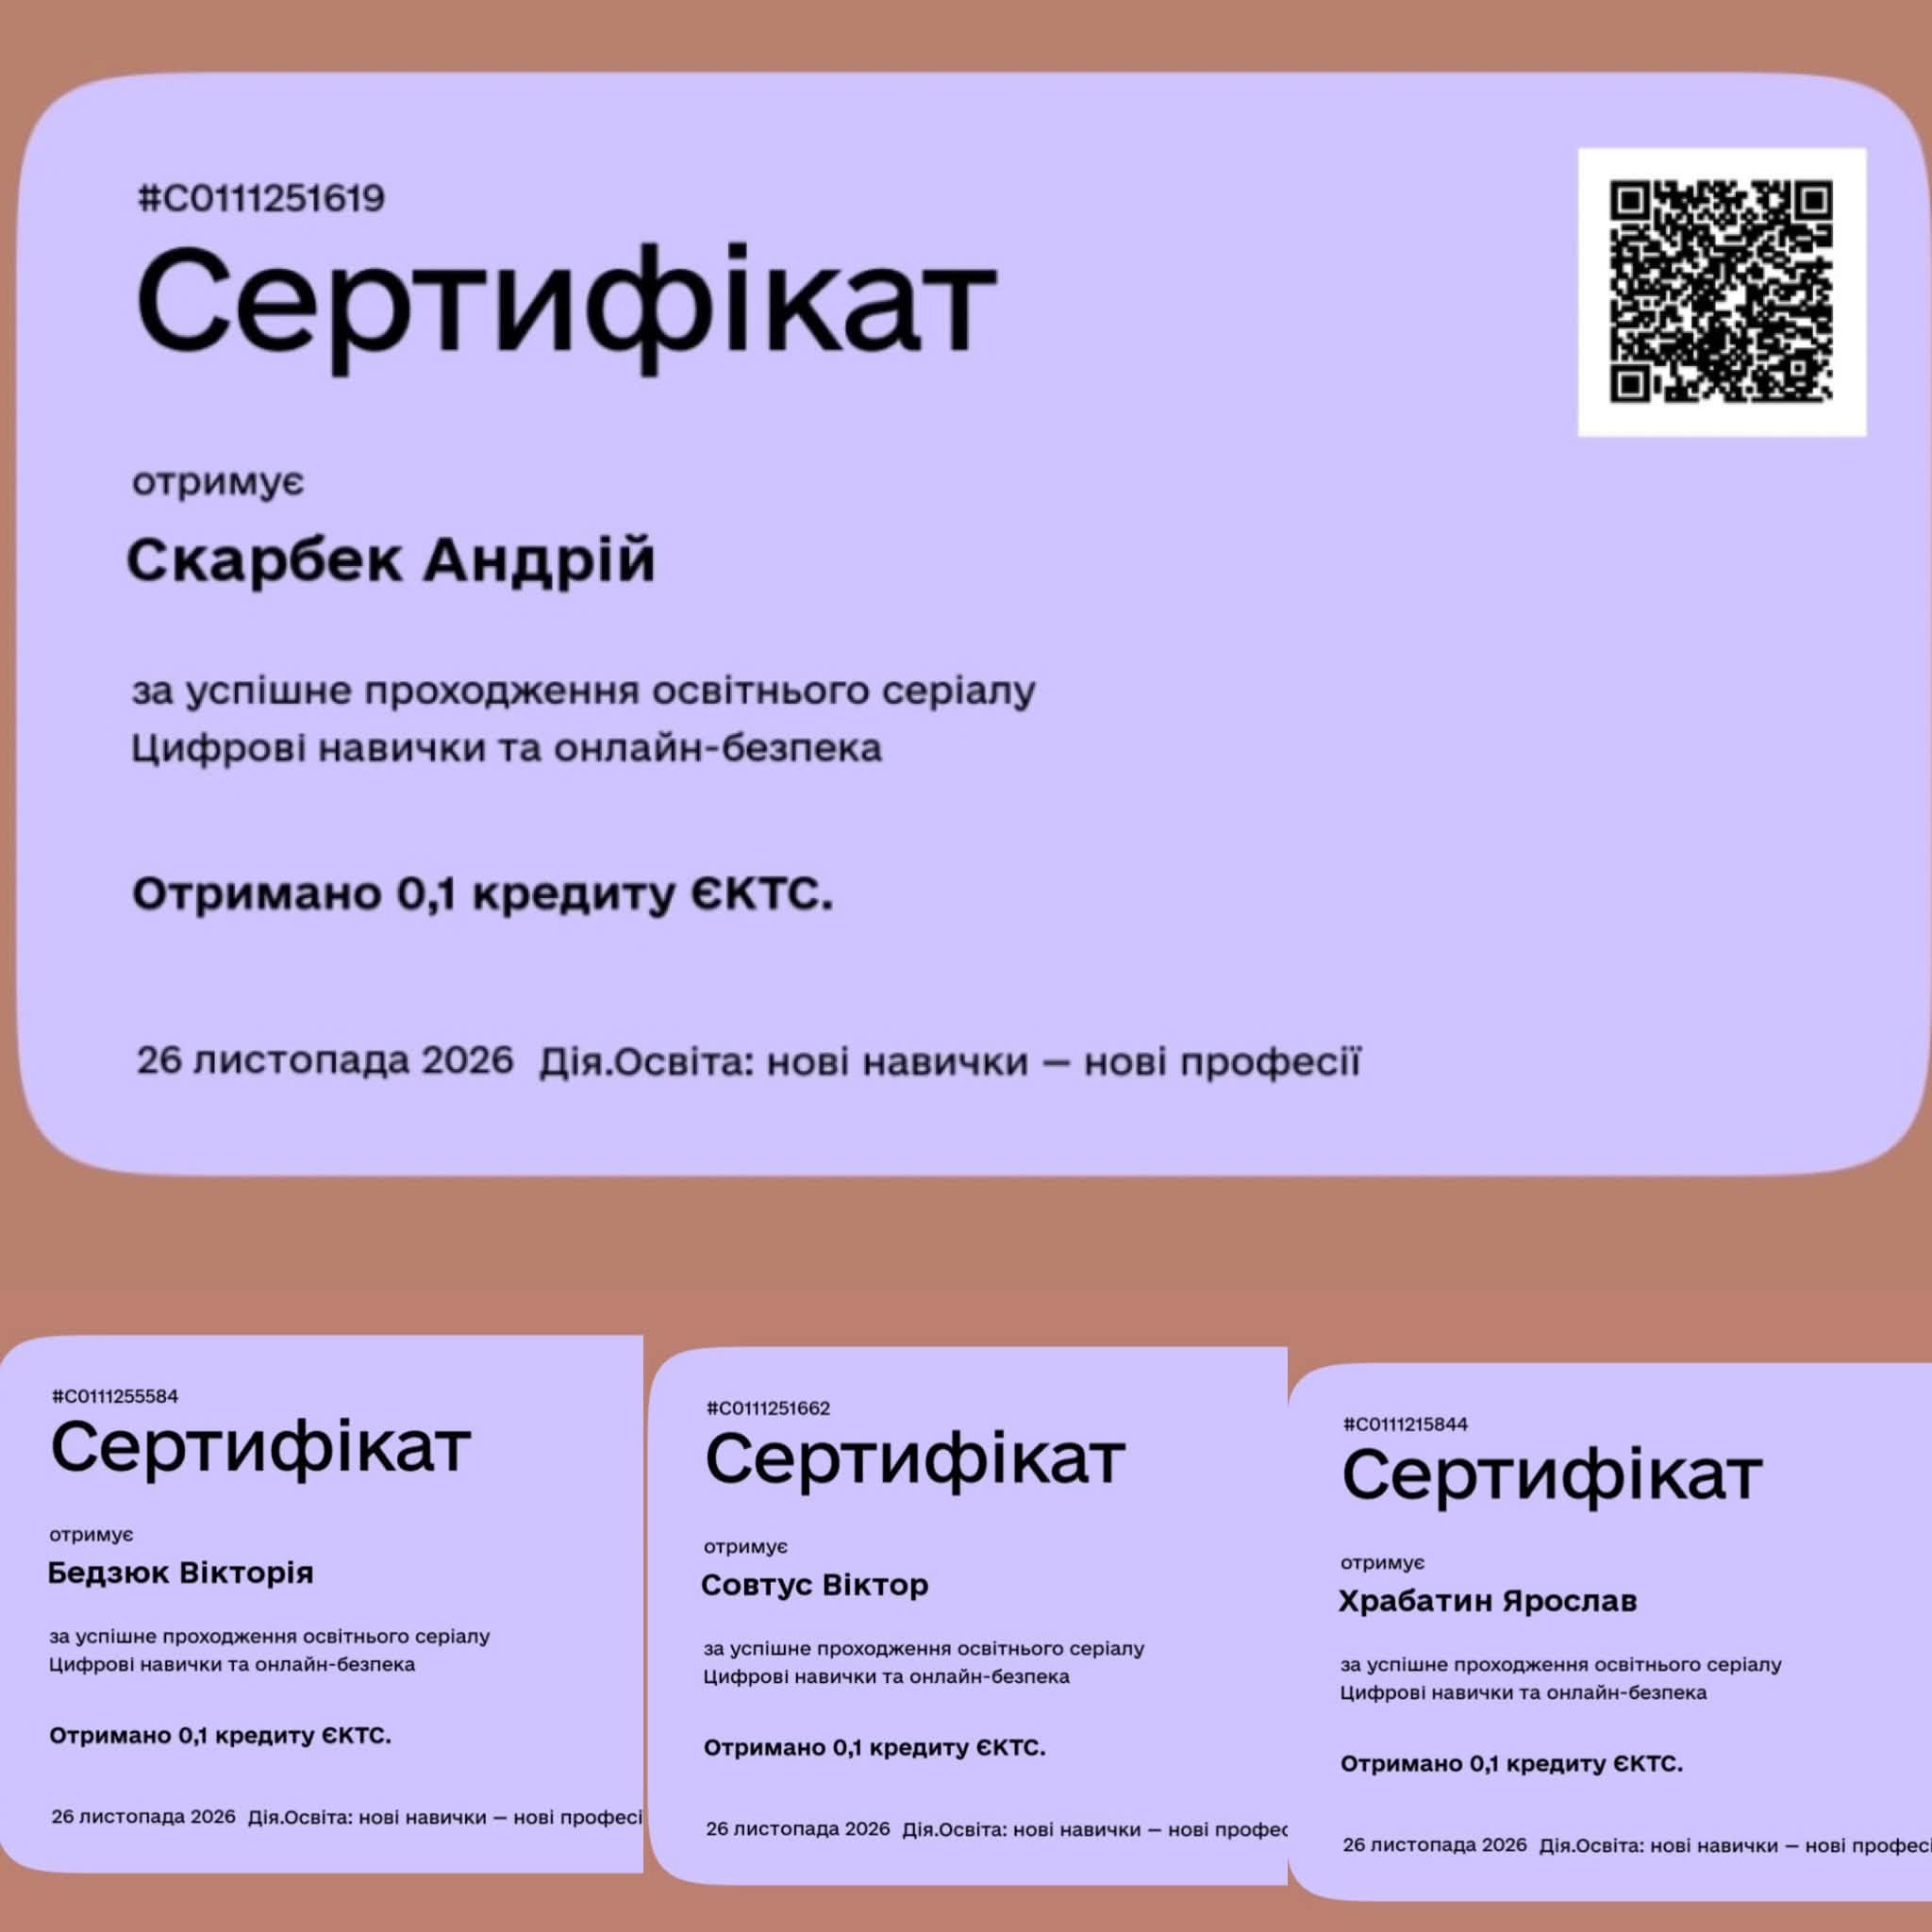 #C0111251619
Сертифікат
отримує
Скарбек Андрій
за успішне проходження освітнього серіалу
Цифрові навички та онлайн-безпека
Отримано 0,1 кредиту ЄКТС.
26 листопада 2026 Дія.Освіта: нові навички — нові професії
#C0111255584
Сертифікат
отримує
Бедзюк Вікторія
за успішне проходження освітнього серіалу
Цифрові навички та онлайн-безпека
Отримано 0,1 кредиту ЄКТС.
26 листопада 2026 Дія.Освіта: нові навички — нові професі
#C0111251662
Сертифікат
отримує
Совтус Віктор
за успішне проходження освітнього серіалу
Цифрові навички та онлайн-безпека
Отримано 0,1 кредиту ЄКТС.
26 листопада 2026 Дія.Освіта: нові навички — нові профес
#C0111215844
Сертифікат
отримує
Храбатин Ярослав
за успішне проходження освітнього серіалу
Цифрові навички та онлайн-безпека
Отримано 0,1 кредиту ЄКТС.
26 листопада 2026 Дія.Освіта: нові навички — нові професі